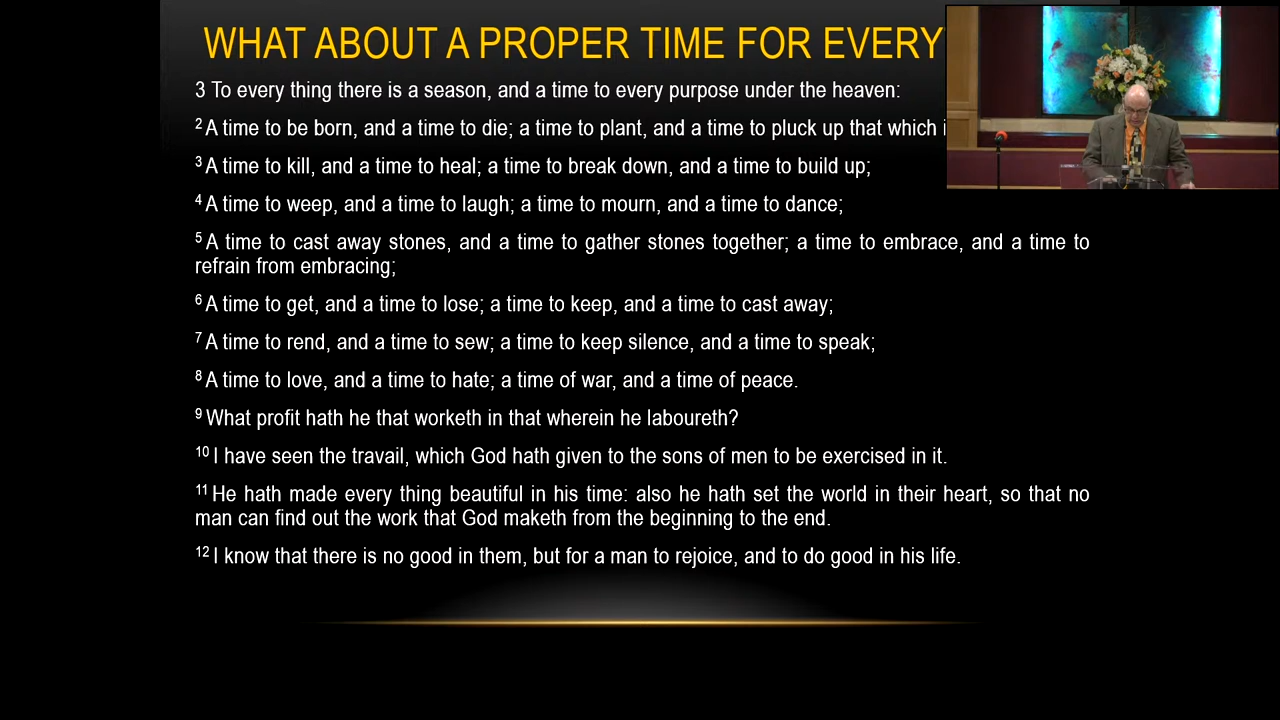 WHAT ABOUT A PROPER TIME FOR EVERY
3 To every thing there is a season, and a time to every purpose under the heaven:
2 A time to be born, and a time to die; a time to plant, and a time to pluck up that which
3 A time to kill, and a time to heal; a time to break down, and a time to build up;
4 A time to weep, and a time to laugh; a time to mourn, and a time to dance;
5 A time to cast away stones, and a time to gather stones together; a time to embrace, and a time to
refrain from embracing;
6 A time to get, and a time to lose; a time to keep, and a time to cast away;
7 A time to rend, and a time to sew; a time to keep silence, and a time to speak;
8 A time to love, and a time to hate; a time of war, and a time of peace.
9 What profit hath he that worketh in that wherein he laboureth?
10 I have seen the travail, which God hath given to the sons of men to be exercised in it.
11 He hath made every thing beautiful in his time: also he hath set the world in their heart, so that no
man can find out the work that God maketh from the beginning to the end.
12 I know that there is no good in them, but for a man to rejoice, and to do good in his life.